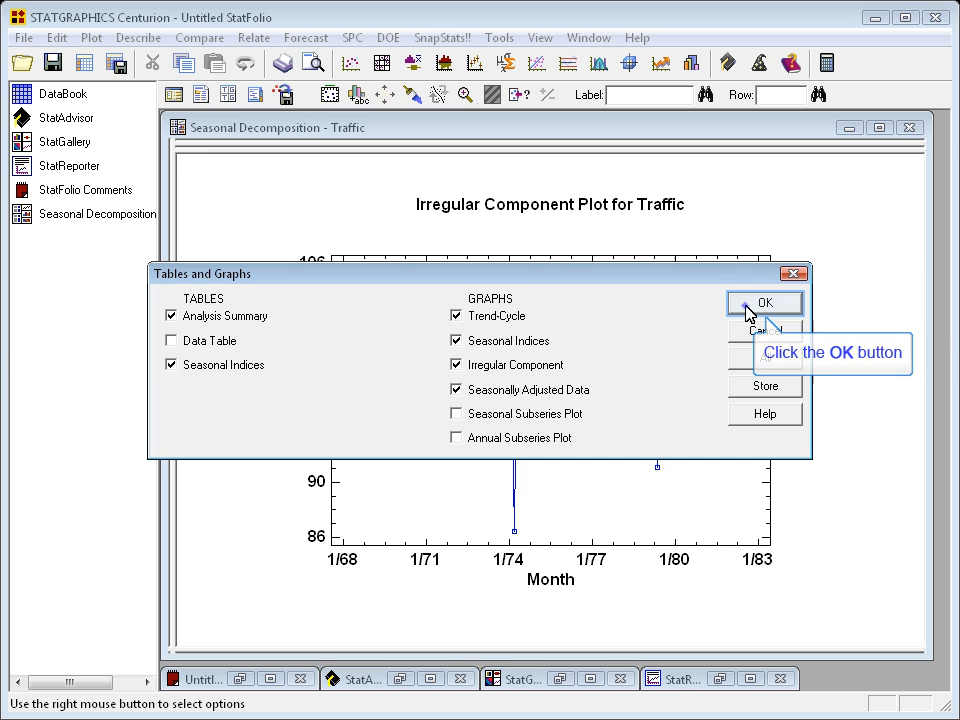 STATGRAPHICS Centurion - Untitled StatFolio
File Edit Plot Describe Compare Relate Forecast SPC DOE SnapStats!! Tools View Window Help
Label: Row:
DataBook
StatAdvisor
StatGallery
StatReporter
StatFolio Comments
Seasonal Decomposition
Seasonal Decomposition - Traffic
Irregular Component Plot for Traffic
106
Tables and Graphs
TABLES
Analysis Summary
Data Table
Seasonal Indices
GRAPHS
Trend-Cycle
Seasonal Indices
Irregular Component
Seasonally Adjusted Data
Seasonal Subseries Plot
Annual Subseries Plot
OK
Cancel
Click the OK button
All
Store
Help
90
86
1/68 1/71 1/74 1/77 1/80 1/83
Month
Untitl... StatA... StatG... StatR...
Use the right mouse button to select options